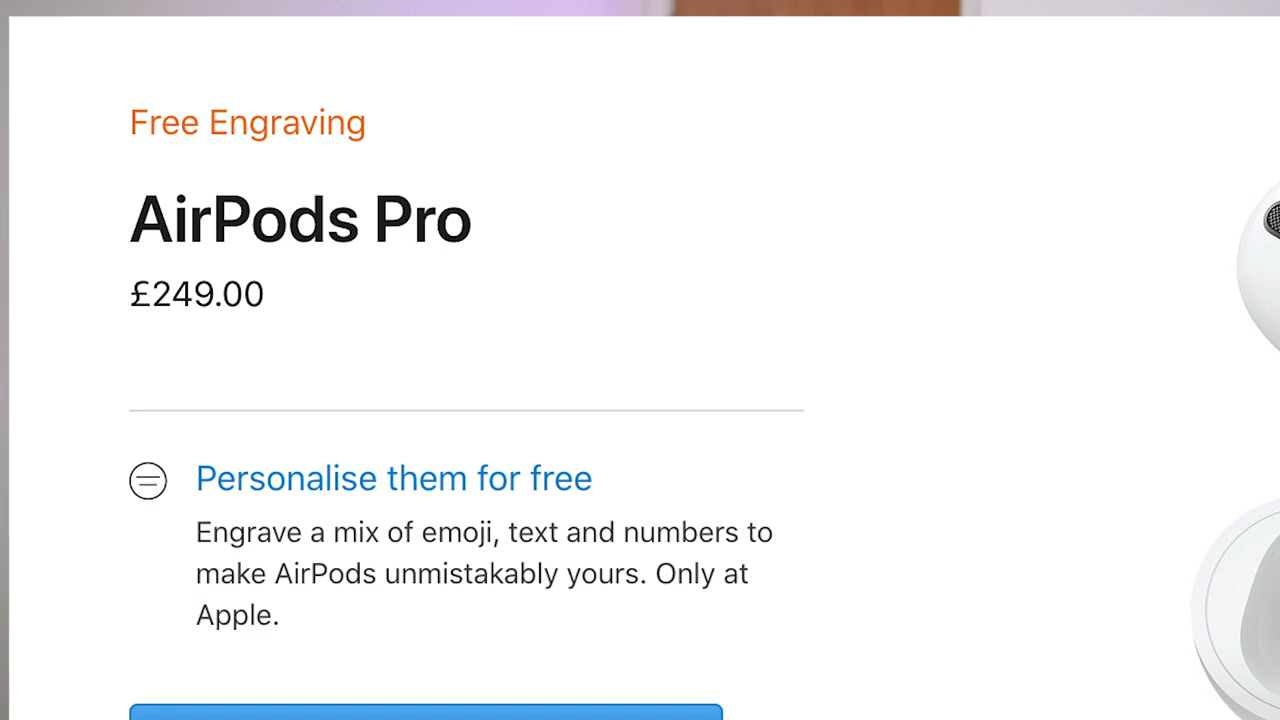 Free Engraving
AirPods Pro
£249.00
Personalise them for free
Engrave a mix of emoji, text and numbers to
make AirPods unmistakably yours. Only at
Apple.